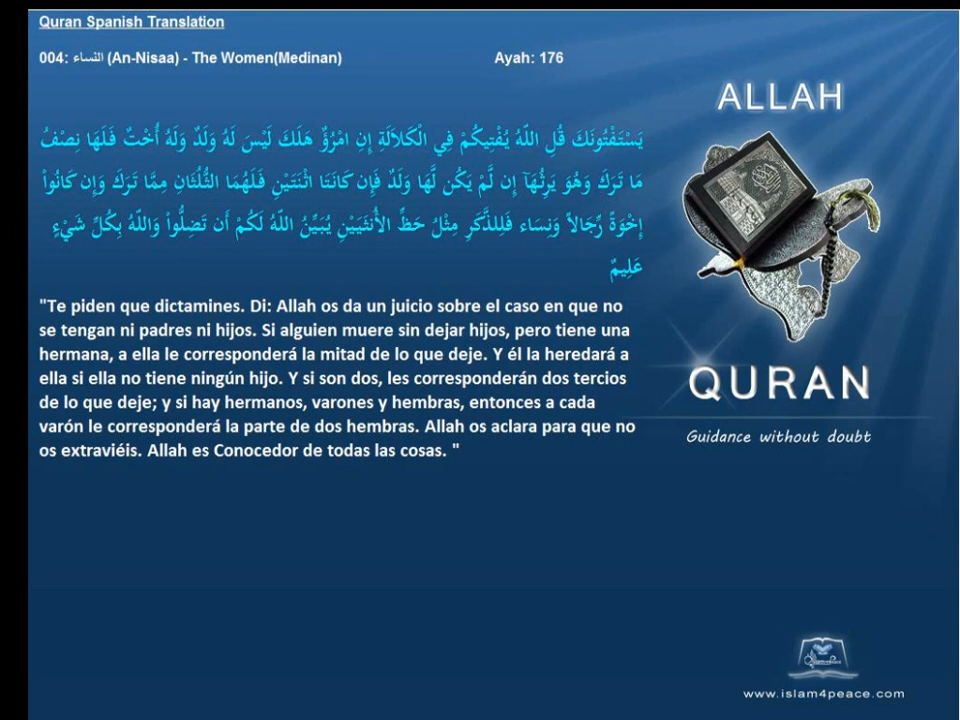 Quran Spanish Translation
004: النساء (An-Nisaa) - The Women(Medinan) Ayah: 176
يَسْتَفْتُونَكَ قُلِ اللّهُ يُفْتِيكُمْ فِي الْكَلاَلَةِ إِنِ امْرُؤٌ هَلَكَ لَيْسَ لَهُ وَلَدٌ وَلَهُ أُخْتٌ فَلَهَا نِصْفُ
مَا تَرَكَ وَهُوَ يَرِثُهَآ إِن لَّمْ يَكُن لَّهَا وَلَدٌ فَإِن كَانَتَا اثْنَتَيْنِ فَلَهُمَا الثُّلُثَانِ مِمَّا تَرَكَ وَإِن كَانُواْ
إِخْوَةً رِّجَالاً وَنِسَاء فَلِلذَّكَرِ مِثْلُ حَظِّ الأُنثَيَيْنِ يُبَيِّنُ اللّهُ لَكُمْ أَن تَضِلُّواْ وَاللّهُ بِكُلِّ شَيْءٍ
عَلِيمٌ
"Te piden que dictamines. Di: Allah os da un juicio sobre el caso en que no
se tengan ni padres ni hijos. Si alguien muere sin dejar hijos, pero tiene una
hermana, a ella le corresponderá la mitad de lo que deje. Y él la heredará a
ella si ella no tiene ningún hijo. Y si son dos, les corresponderán dos tercios
de lo que deje; y si hay hermanos, varones y hembras, entonces a cada
varón le corresponderá la parte de dos hembras. Allah os aclara para que no
os extraviéis. Allah es Conocedor de todas las cosas. "
ALLAH
QURAN
Guidance without doubt
www.islam4peace.com